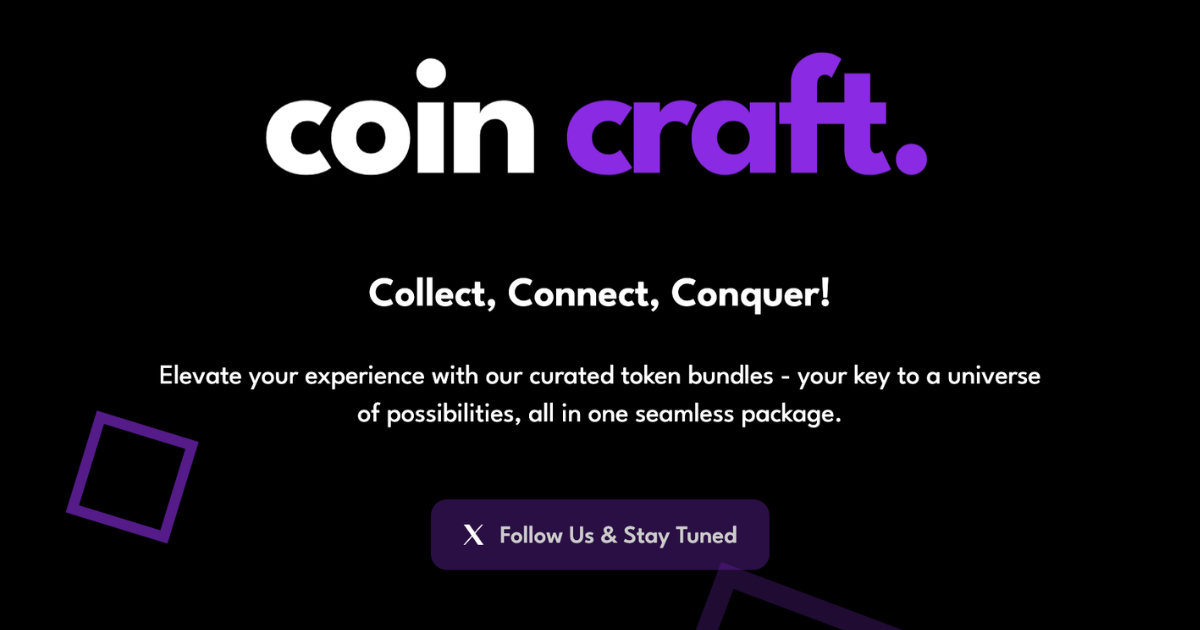 coin craft.
Collect, Connect, Conquer!
Elevate your experience with our curated token bundles - your key to a universe
of possibilities, all in one seamless package.
X Follow Us & Stay Tuned